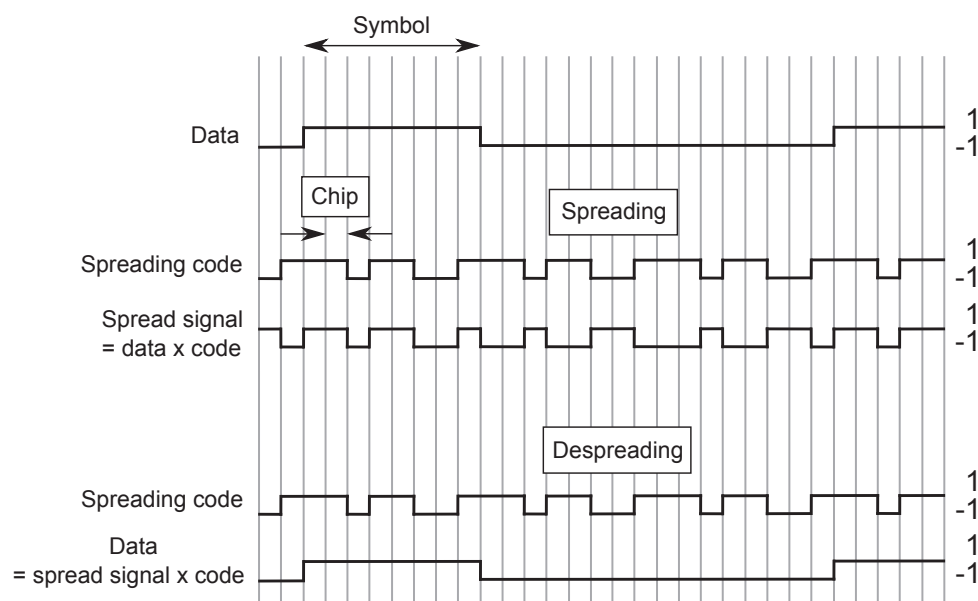 Symbol
Data
1
-1
Chip
Spreading
Spreading code
1
-1
Spread signal
= data x code
1
-1
Despreading
Spreading code
1
-1
Data
= spread signal x code
1
-1